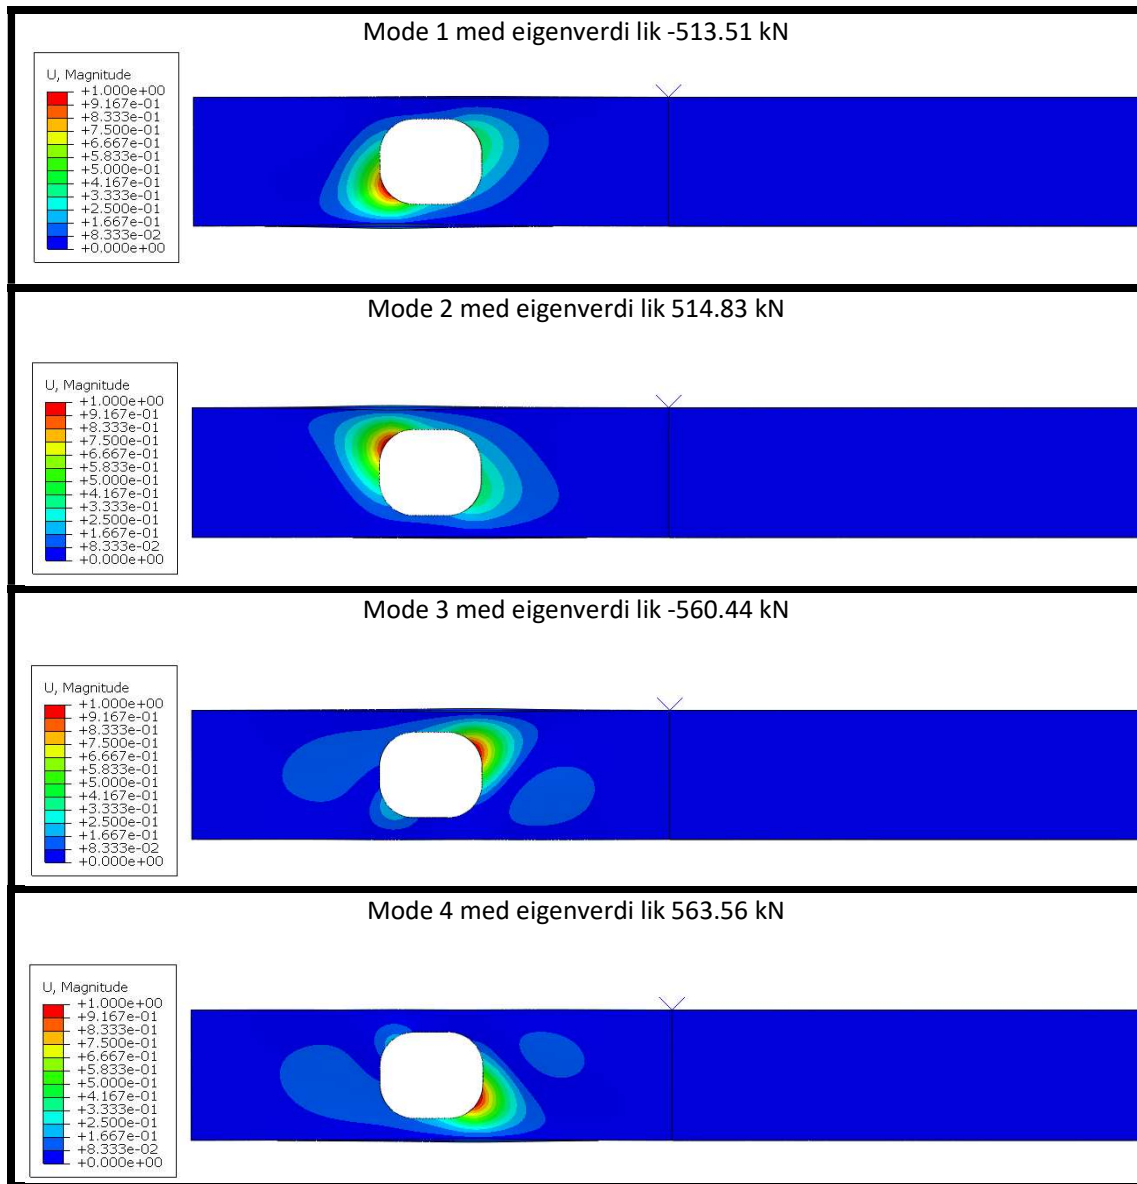 Mode 1 med eigenverdi lik -513.51 kN
U, Magnitude
+1.000e+00
+9.167e-01
+8.333e-01
+7.500e-01
+6.667e-01
+5.833e-01
+5.000e-01
+4.167e-01
+3.333e-01
+2.500e-01
+1.667e-01
+8.333e-02
+0.000e+00
Mode 2 med eigenverdi lik 514.83 kN
U, Magnitude
+1.000e+00
+9.167e-01
+8.333e-01
+7.500e-01
+6.667e-01
+5.833e-01
+5.000e-01
+4.167e-01
+3.333e-01
+2.500e-01
+1.667e-01
+8.333e-02
+0.000e+00
Mode 3 med eigenverdi lik -560.44 kN
U, Magnitude
+1.000e+00
+9.167e-01
+8.333e-01
+7.500e-01
+6.667e-01
+5.833e-01
+5.000e-01
+4.167e-01
+3.333e-01
+2.500e-01
+1.667e-01
+8.333e-02
+0.000e+00
Mode 4 med eigenverdi lik 563.56 kN
U, Magnitude
+1.000e+00
+9.167e-01
+8.333e-01
+7.500e-01
+6.667e-01
+5.833e-01
+5.000e-01
+4.167e-01
+3.333e-01
+2.500e-01
+1.667e-01
+8.333e-02
+0.000e+00